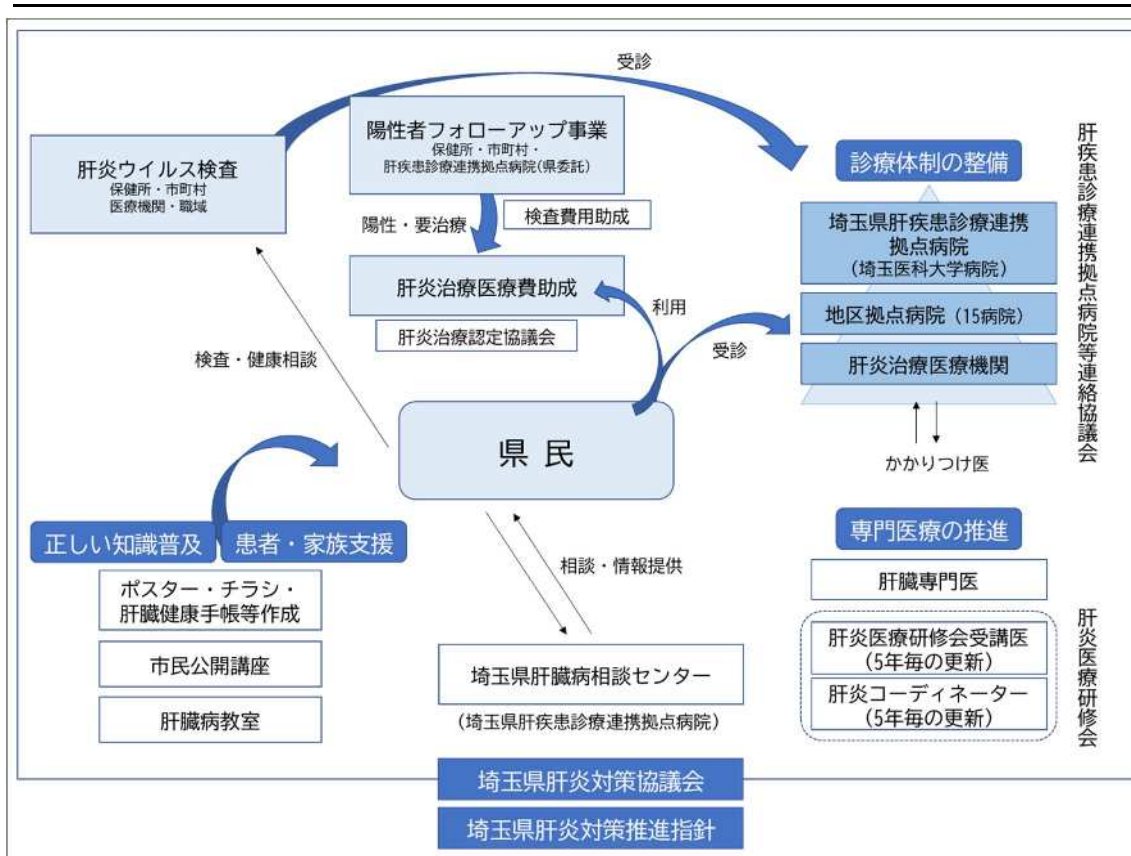 受診
肝炎ウイルス検査
保健所・市町村
医療機関・職域
陽性者フォローアップ事業
保健所・市町村・
肝疾患診療連携拠点病院(県委託)
陽性・要治療
検査費用助成
肝炎治療医療費助成
肝炎治療認定協議会
利用
受診
検査・健康相談
県民
診療体制の整備
埼玉県肝疾患診療連携
拠点病院
(埼玉医科大学病院)
地区拠点病院(15病院)
肝炎治療医療機関
かかりつけ医
肝疾患診療連携拠点病院等連絡協議会
正しい知識普及
患者・家族支援
ポスター・チラシ・
肝臓健康手帳等作成
市民公開講座
肝臓病教室
相談・情報提供
埼玉県肝臓病相談センター
(埼玉県肝疾患診療連携拠点病院)
専門医療の推進
肝臓専門医
肝炎医療研修会受講医
(5年毎の更新)
肝炎コーディネーター
(5年毎の更新)
肝炎医療研修会
埼玉県肝炎対策協議会
埼玉県肝炎対策推進指針